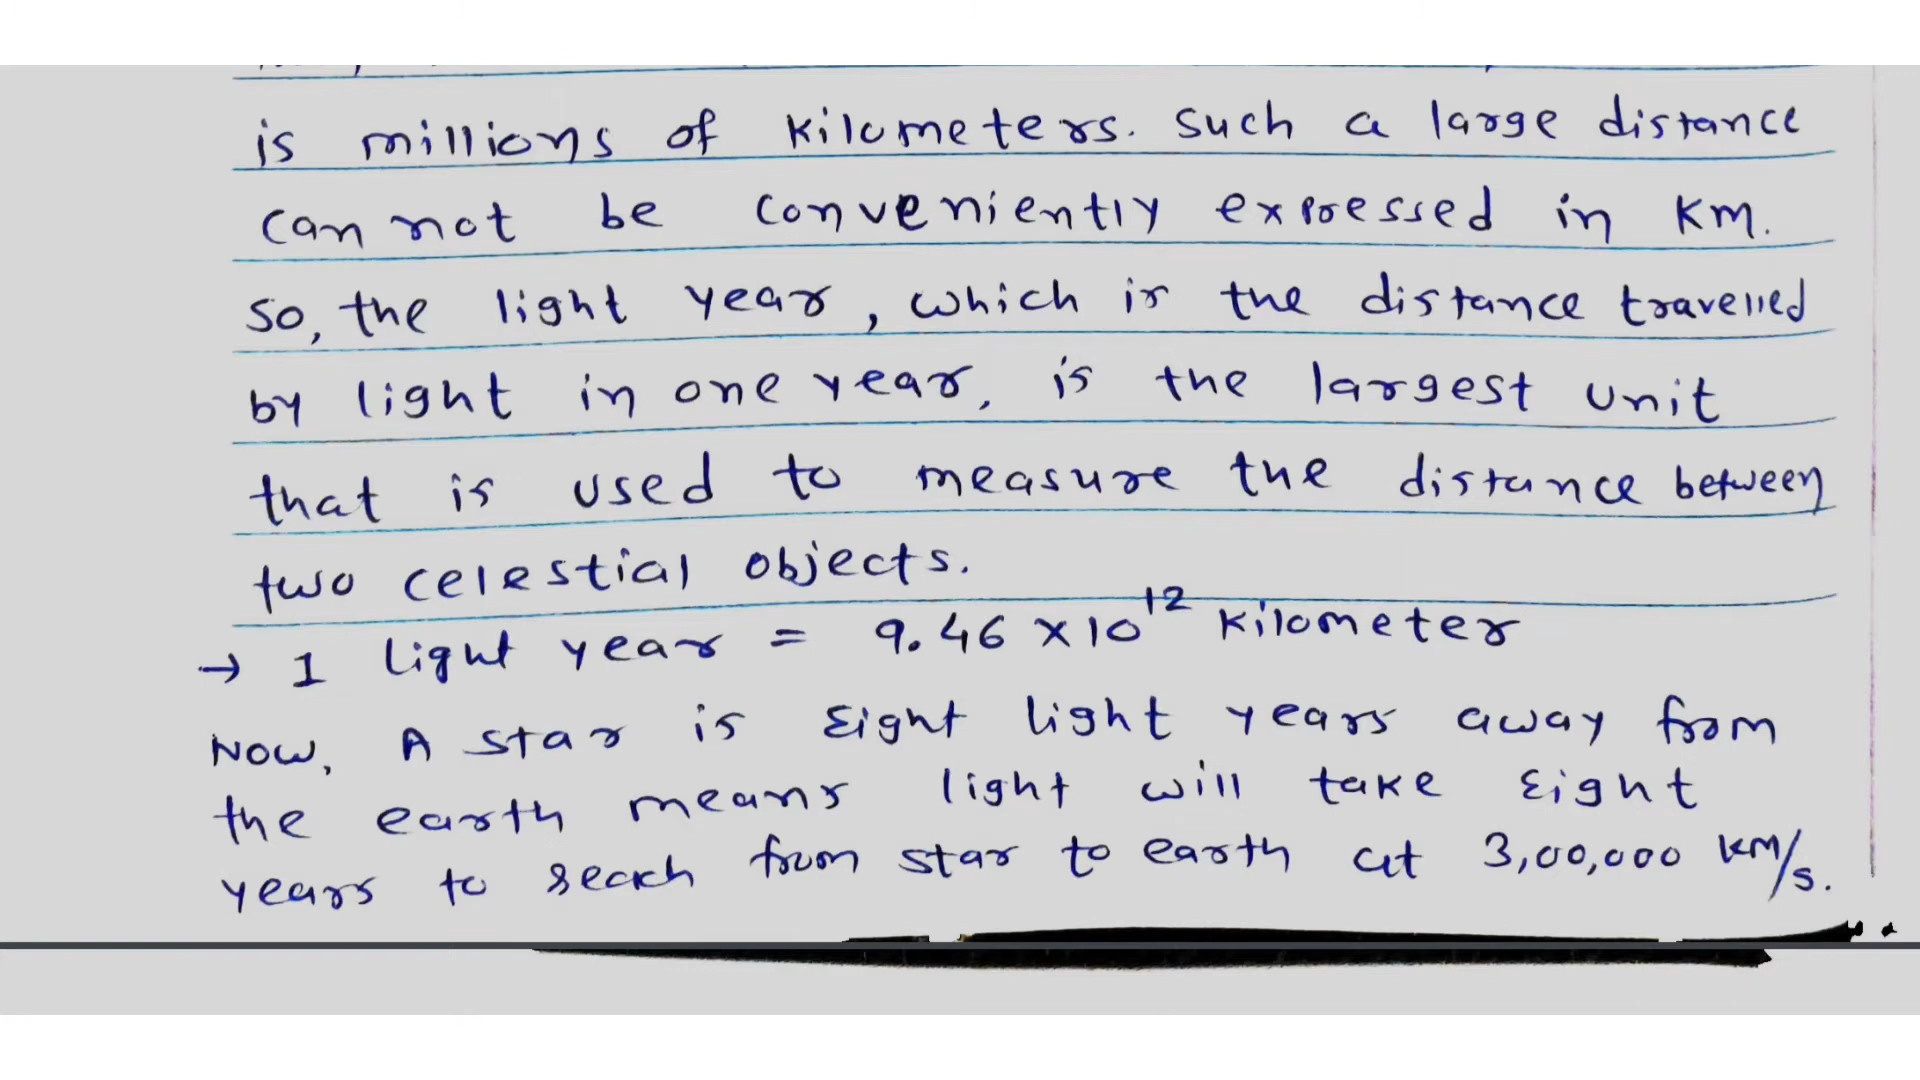 is millions of kilometers. such a large distance
can not be conveniently expressed in KM.
so, the light year, which is the distance travelled
by light in one year, is the largest unit
that is used to measure the distance between
two celestial objects.
→ 1 light year = 9.46 × 10¹² kilometer
NOW, A star is Eight light years away from
the earth means light will take Eight
years to reach from star to earth at 3,00,000 km/s.